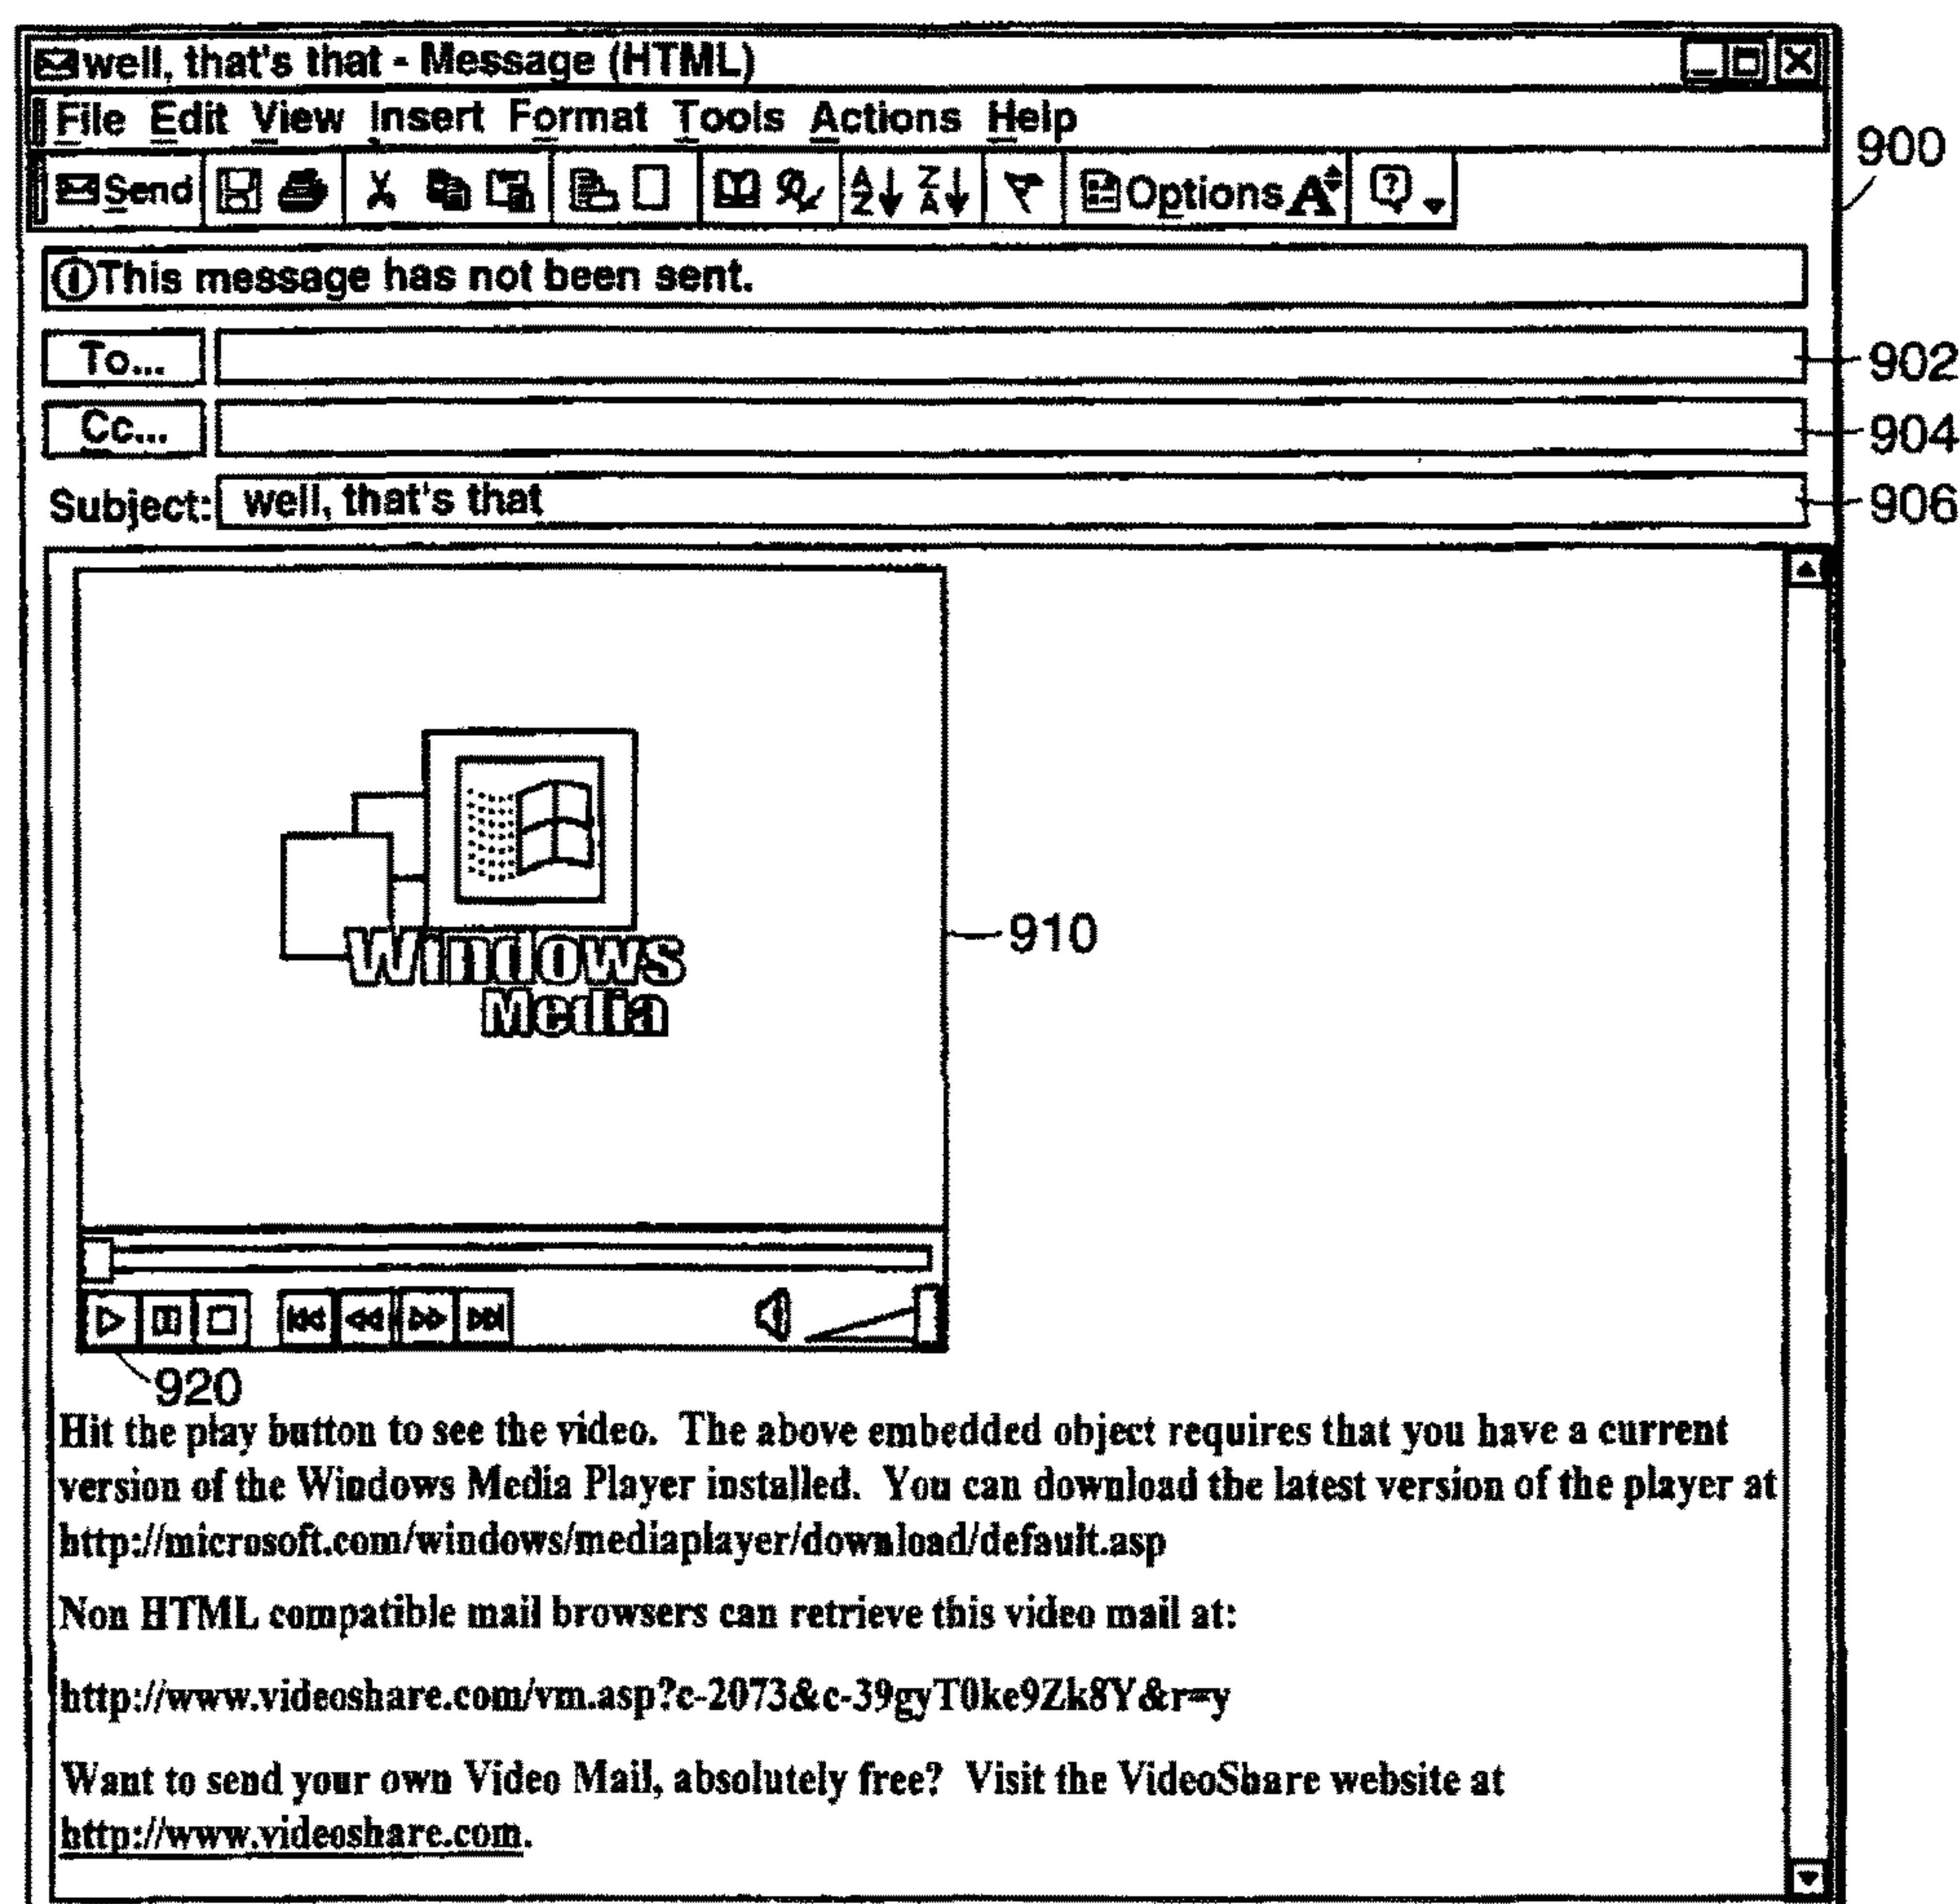 well, that's that - Message (HTML)
File Edit View Insert Format Tools Actions Help
900
Send
A
Z
Z
A
Options A
?
This message has not been sent.
To...
902
Cc...
904
Subject: well, that's that
906
Windows
Media
910
920
Hit the play button to see the video. The above embedded object requires that you have a current
version of the Windows Media Player installed. You can download the latest version of the player at
http://microsoft.com/windows/mediaplayer/download/default.asp
Non HTML compatible mail browsers can retrieve this video mail at:
http://www.videoshare.com/vm.asp?c-2073&c-39gyT0ke9Zk8Y&r=y
Want to send your own Video Mail, absolutely free? Visit the VideoShare website at
http://www.videoshare.com.